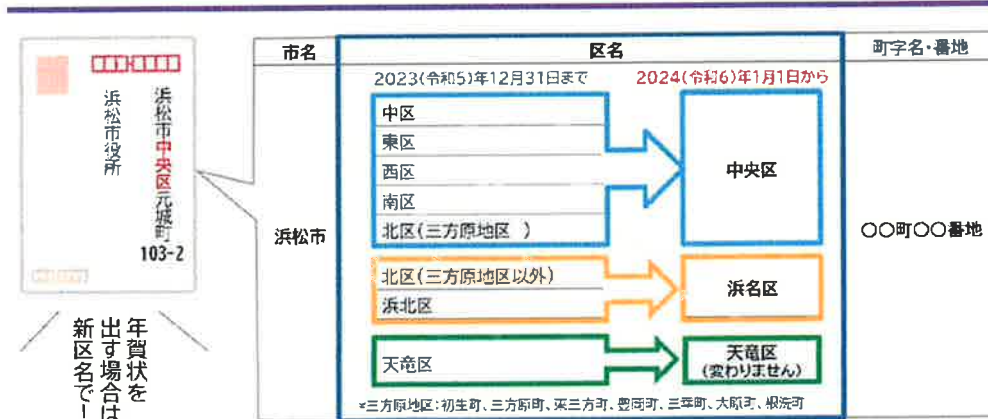 市名
区名
町字名・番地
2023(令和5)年12月31日まで
2024(令和6)年1月1日から
浜松市中央区元城町
103-2
浜松市役所
浜松市
中区
東区
西区
南区
北区(三方原地区 )
中央区
○○町○○番地
北区(三方原地区以外)
浜北区
浜名区
天竜区
天竜区
(変わりません)
*三方原地区:初生町、三方原町、東三方町、豊岡町、三幸町、大原町、根洗町
年賀状を
出す場合は
新区名で!